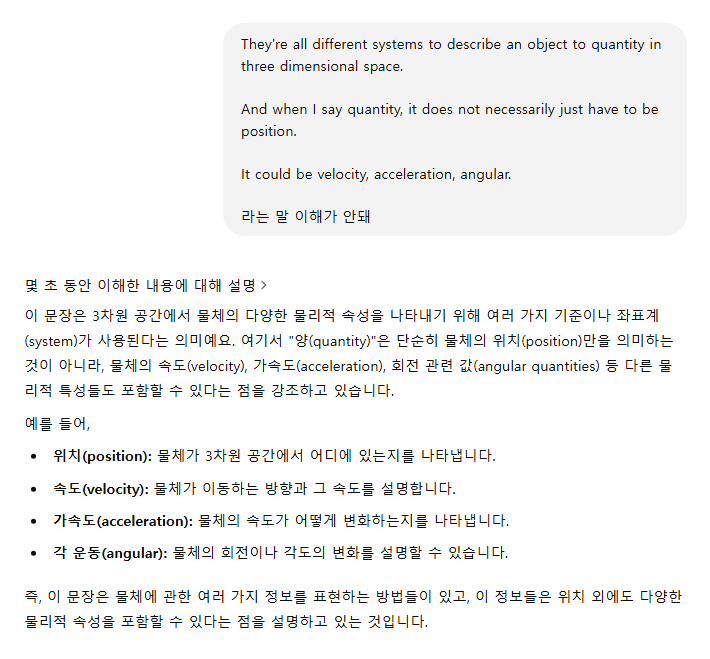 They're all different systems to describe an object to quantity in
three dimensional space.
And when I say quantity, it does not necessarily just have to be
position.
It could be velocity, acceleration, angular.
라는 말 이해가 안돼
몇 초 동안 이해한 내용에 대해 설명 >
이 문장은 3차원 공간에서 물체의 다양한 물리적 속성을 나타내기 위해 여러 가지 기준이나 좌표계
(system)가 사용된다는 의미예요. 여기서 "양(quantity)"은 단순히 물체의 위치(position)만을 의미하는
것이 아니라, 물체의 속도(velocity), 가속도(acceleration), 회전 관련 값(angular quantities) 등 다른 물
리적 특성들도 포함할 수 있다는 점을 강조하고 있습니다.
예를 들어,
• 위치(position): 물체가 3차원 공간에서 어디에 있는지를 나타냅니다.
• 속도(velocity): 물체가 이동하는 방향과 그 속도를 설명합니다.
• 가속도(acceleration): 물체의 속도가 어떻게 변화하는지를 나타냅니다.
• 각 운동(angular): 물체의 회전이나 각도의 변화를 설명할 수 있습니다.
즉, 이 문장은 물체에 관한 여러 가지 정보를 표현하는 방법들이 있고, 이 정보들은 위치 외에도 다양한
물리적 속성을 포함할 수 있다는 점을 설명하고 있는 것입니다.